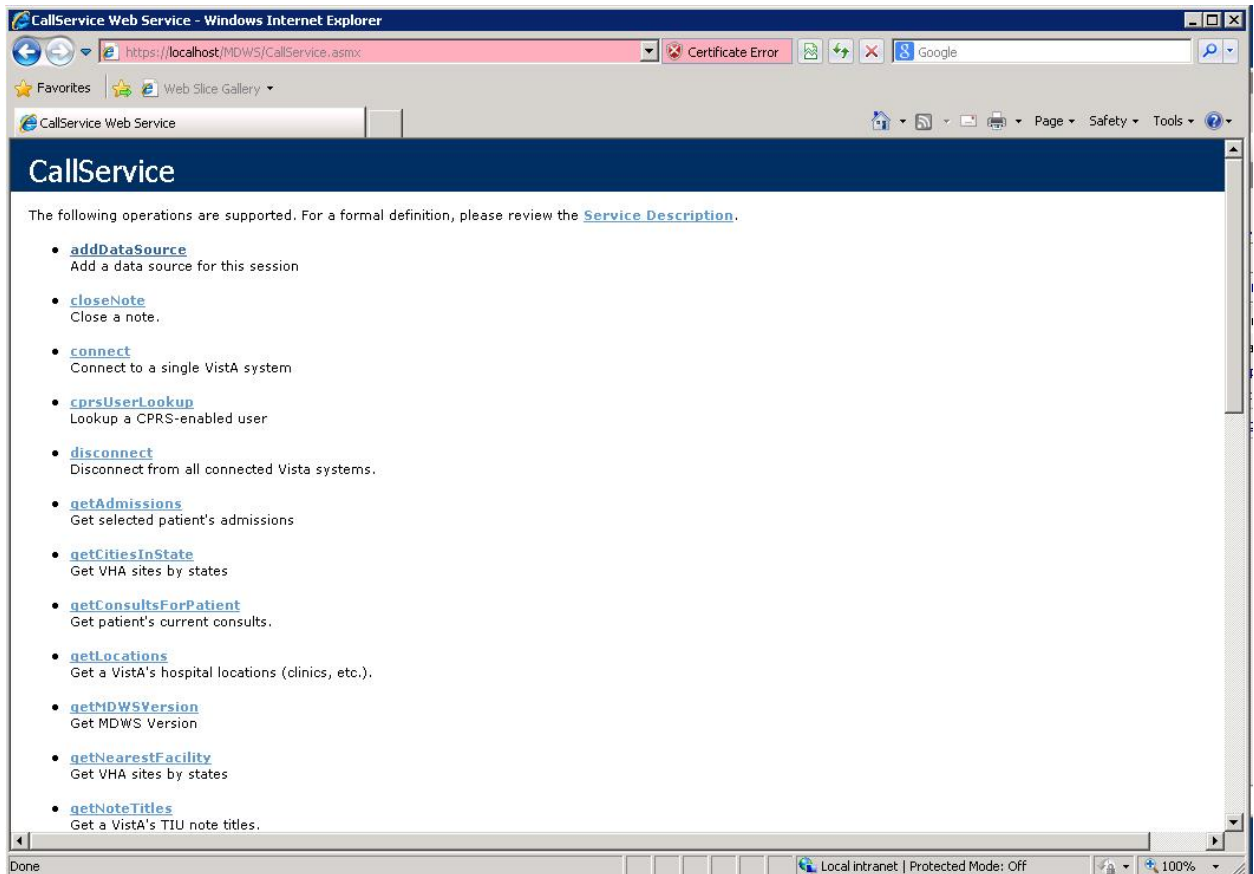 CallService Web Service - Windows Internet Explorer
https://localhost/MDWS/CallService.asmx
Certificate Error
Google
Favorites
Web Slice Gallery
CallService Web Service
Page
Safety
Tools
CallService
The following operations are supported. For a formal definition, please review the Service Description.
addDataSource
Add a data source for this session
closeNote
Close a note.
connect
Connect to a single VistA system
cprsUserLookup
Lookup a CPRS-enabled user
disconnect
Disconnect from all connected Vista systems.
getAdmissions
Get selected patient's admissions
getCitiesInState
Get VHA sites by states
getConsultsForPatient
Get patient's current consults.
getLocations
Get a VistA's hospital locations (clinics, etc.).
getMDWSVersion
Get MDWS Version
getNearestFacility
Get VHA sites by states
getNoteTitles
Get a VistA's TIU note titles.
Done
Local intranet | Protected Mode: Off
100%